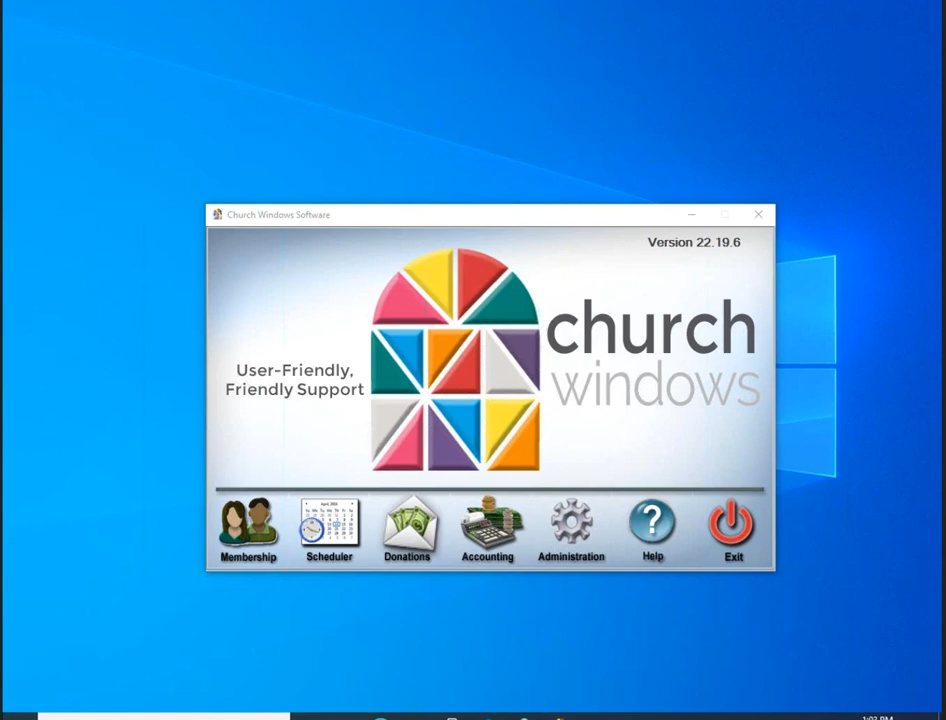 Church Windows Software
Version 22.19.6
church
windows
User-Friendly,
Friendly Support
Membership
Scheduler
Donations
Accounting
Administration
Help
Exit